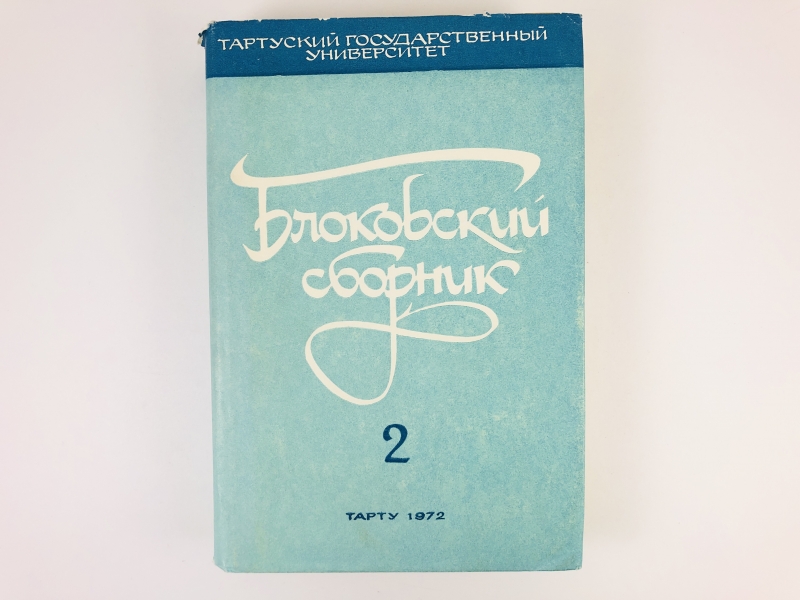 ТАРТУСКИЙ ГОСУДАРСТВЕННЫЙ
УНИВЕРСИТЕТ
Блоковский
сборник
2
ТАРТУ 1972